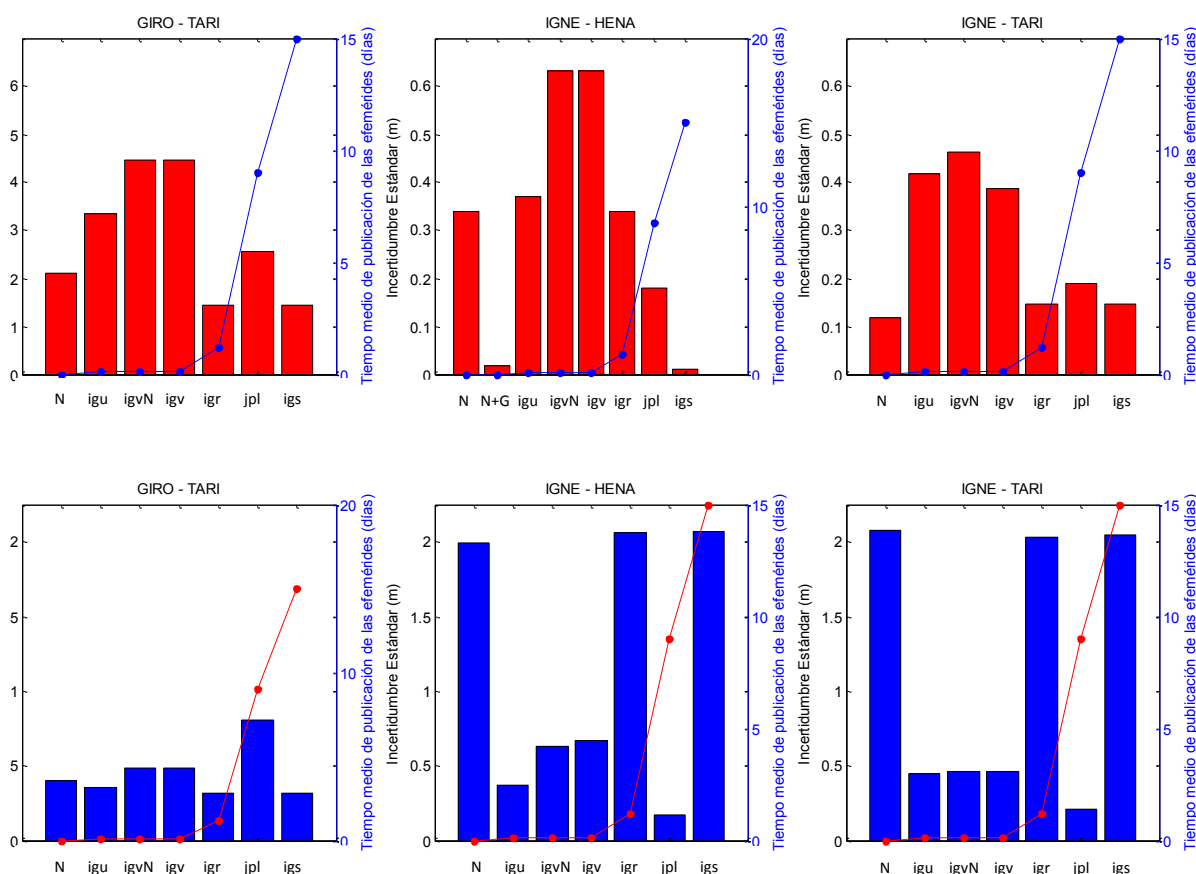 GIRO - TARI
6
5
4
3
2
1
0
15
10
5
0
Tiempo medio de publicación de las efemérides (días)
N igu igvN igv igr jpl igs
IGNE - HENA
Incertidumbre Estándar (m)
0.6
0.5
0.4
0.3
0.2
0.1
0
20
10
0
Tiempo medio de publicación de las efemérides (días)
N N+G igu igvN igv igr jpl igs
IGNE - TARI
Incertidumbre Estándar (m)
0.6
0.5
0.4
0.3
0.2
0.1
0
15
10
5
0
Tiempo medio de publicación de las efemérides (días)
N igu igvN igv igr jpl igs
GIRO - TARI
2
5
1
5
0
20
10
0
Tiempo medio de publicación de las efemérides (días)
N igu igvN igv igr jpl igs
IGNE - HENA
Incertidumbre Estándar (m)
2
1.5
1
0.5
0
15
10
5
0
Tiempo medio de publicación de las efemérides (días)
N igu igvN igv igr jpl igs
IGNE - TARI
Incertidumbre Estándar (m)
2
1.5
1
0.5
0
15
10
5
0
Tiempo medio de publicación de las efemérides (días)
N igu igvN igv igr jpl igs